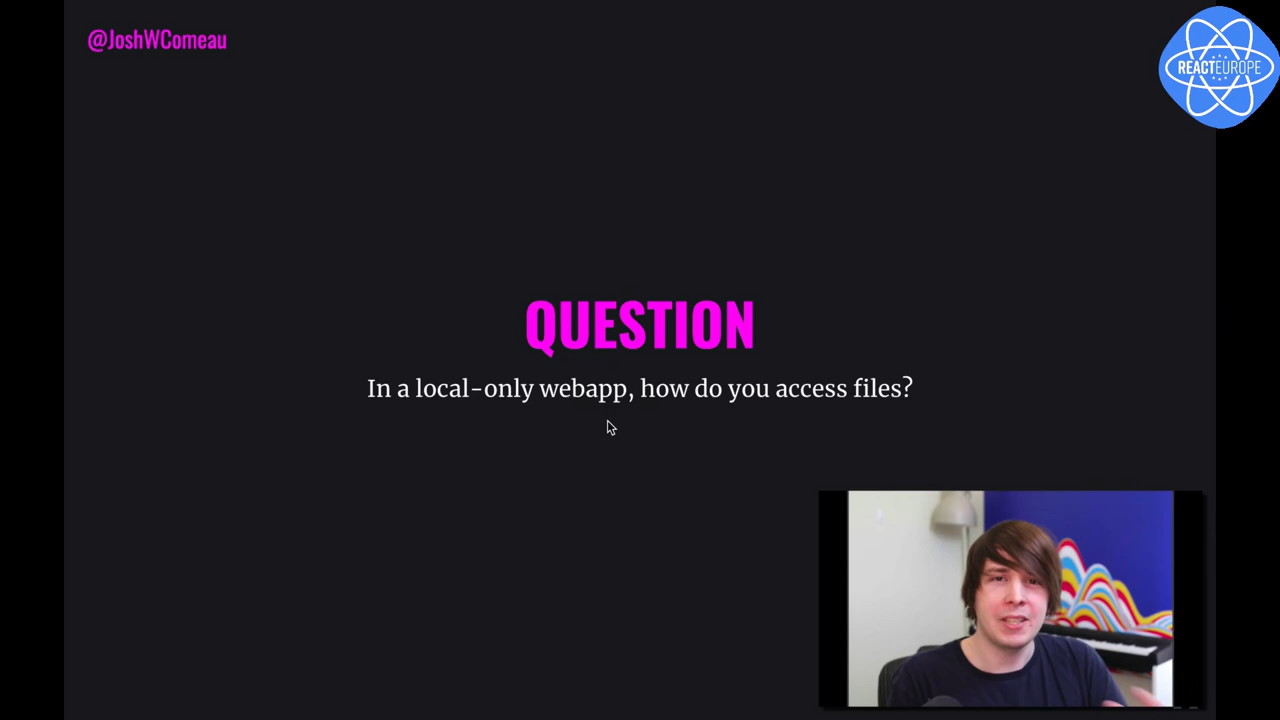 @JoshWComeau
REACTEUROPE
QUESTION
In a local-only webapp, how do you access files?